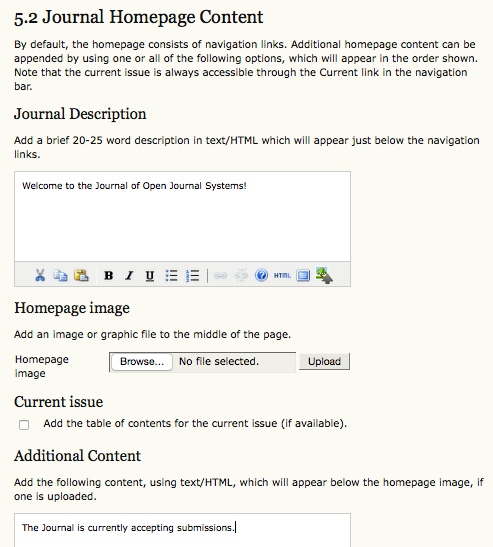 5.2 Journal Homepage Content
By default, the homepage consists of navigation links. Additional homepage content can be
appended by using one or all of the following options, which will appear in the order shown.
Note that the current issue is always accessible through the Current link in the navigation
bar.
Journal Description
Add a brief 20-25 word description in text/HTML which will appear just below the navigation
links.
Welcome to the Journal of Open Journal Systems!
B I U HTML
Homepage image
Add an image or graphic file to the middle of the page.
Homepage
image
Browse... No file selected. Upload
Current issue
Add the table of contents for the current issue (if available).
Additional Content
Add the following content, using text/HTML, which will appear below the homepage image, if
one is uploaded.
The Journal is currently accepting submissions.